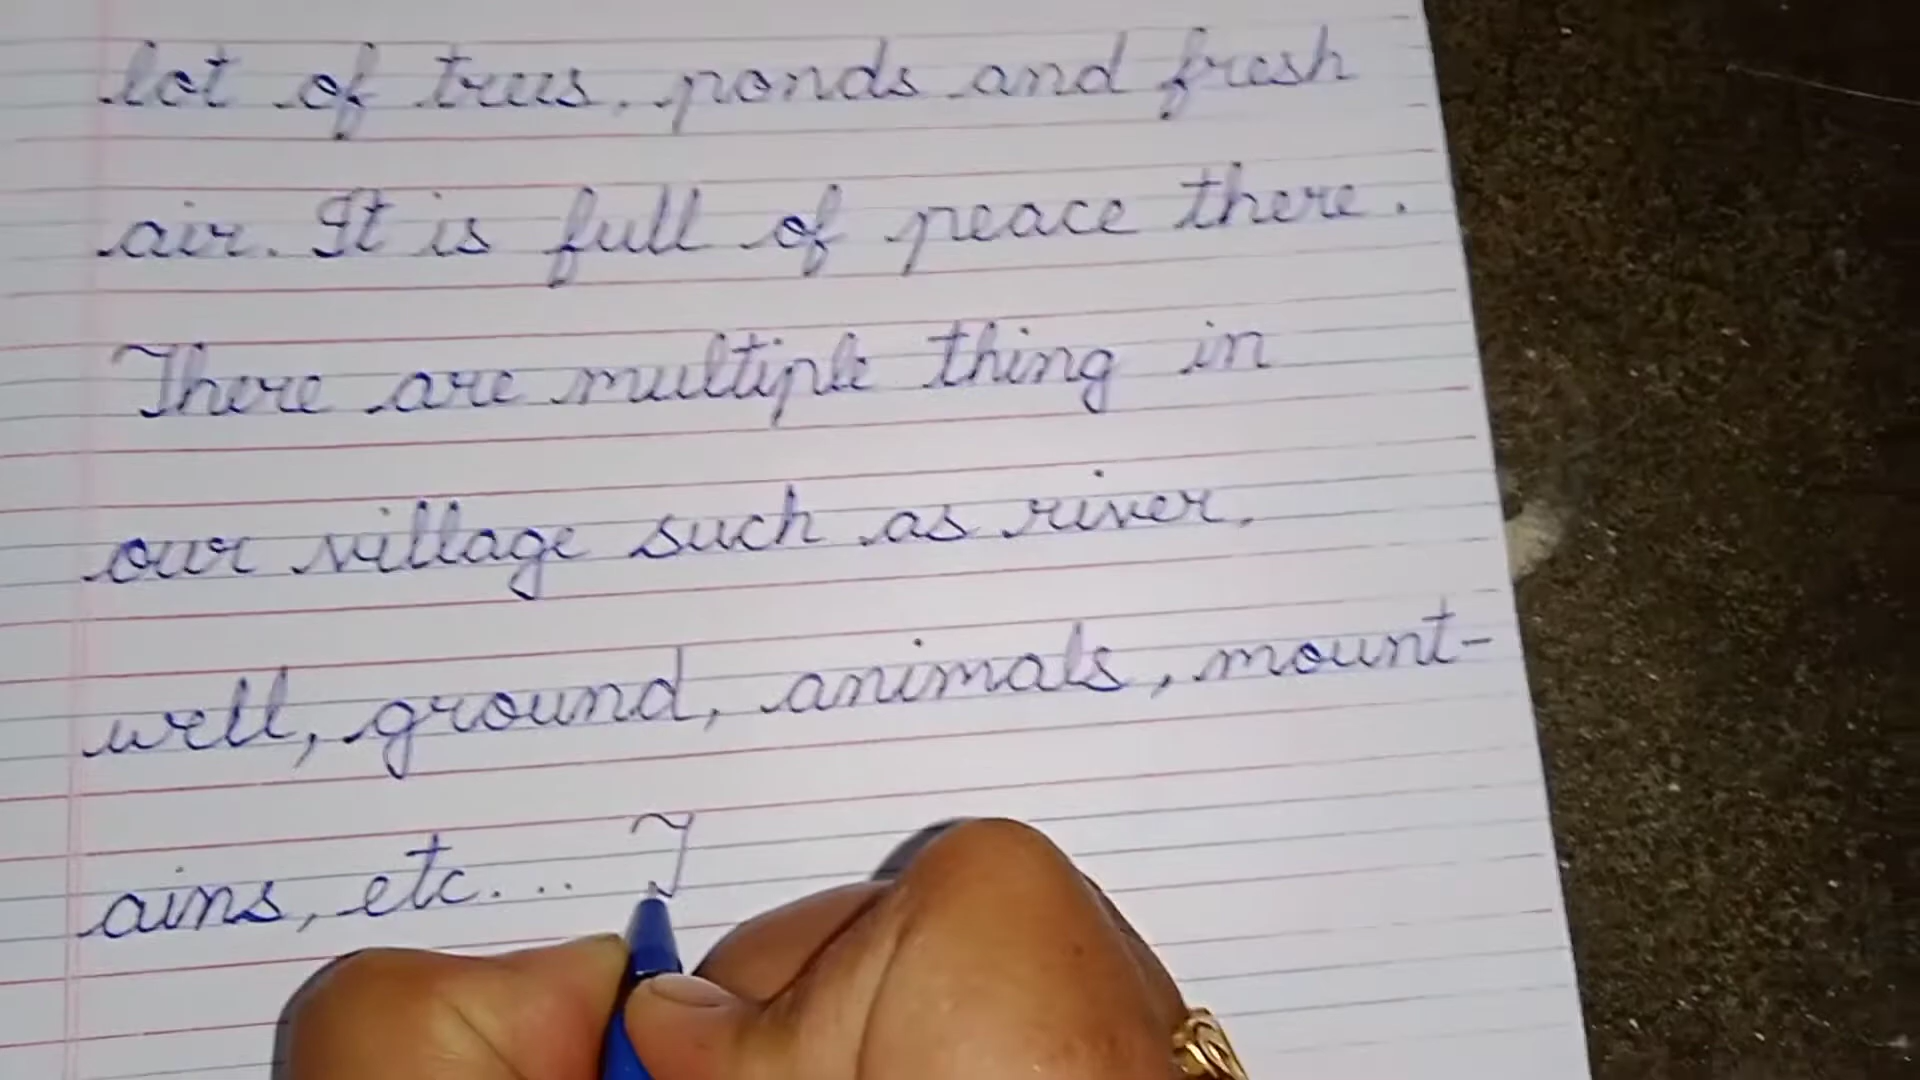 lot of trees, ponds and fresh
air. It is full of peace there.
There are multiple thing in
our village such as river,
well, ground, animals, mount-
ains, etc... T